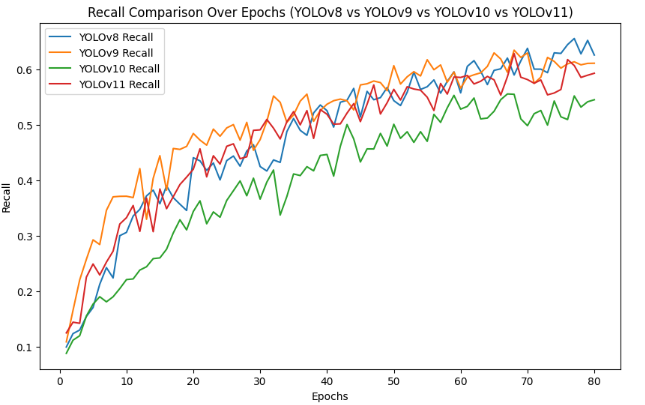 Recall Comparison Over Epochs (YOLOv8 vs YOLOv9 vs YOLOv10 vs YOLOv11)
YOLOv8 Recall
YOLOv9 Recall
YOLOv10 Recall
YOLOv11 Recall
Recall
0.6
0.5
0.4
0.3
0.2
0.1
0 10 20 30 40 50 60 70 80
Epochs